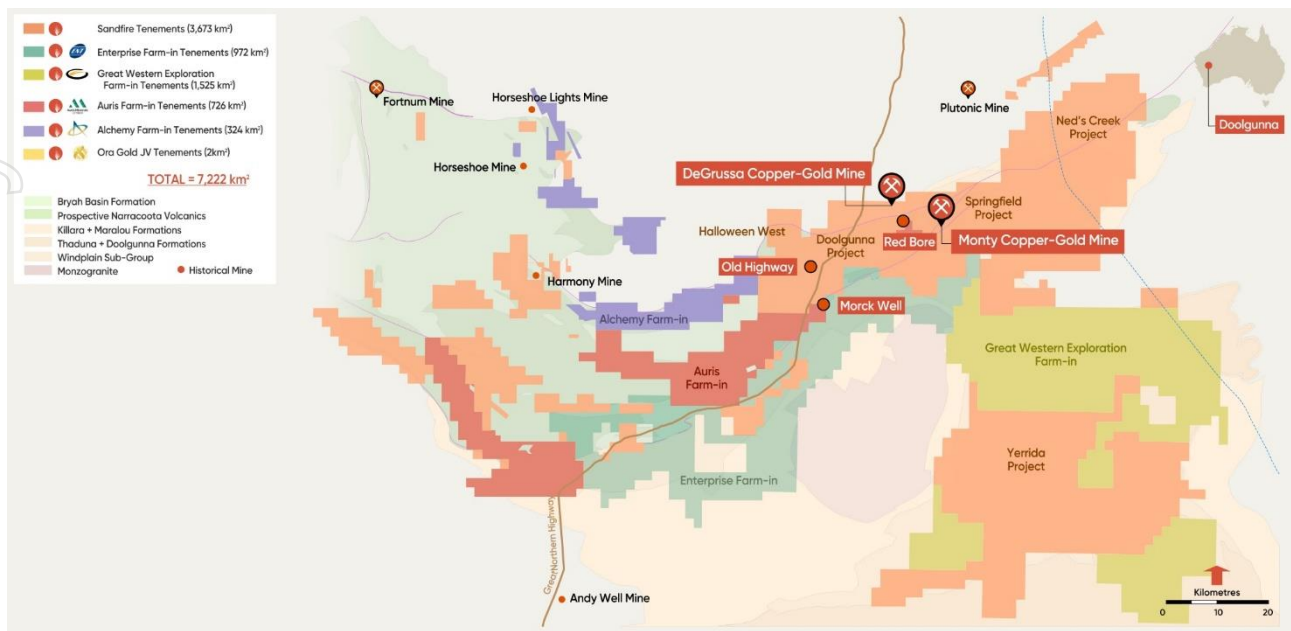 Sandfire Tenements (3,673 km²)
Enterprise Farm-in Tenements (972 km²)
Great Western Exploration
Farm-in Tenements (1,525 km²)
Auris Farm-in Tenements (726 km²)
Alchemy Farm-in Tenements (324 km²)
Ora Gold JV Tenements (2km²)
TOTAL = 7,222 km²
Bryah Basin Formation
Prospective Narracoota Volcanics
Killara + Maralou Formations
Thaduna + Doolgunna Formations
Windplain Sub-Group
Monzogranite
Historical Mine
Fortnum Mine
Horseshoe Lights Mine
Horseshoe Mine
Plutonic Mine
Ned's Creek
Project
Doolgunna
DeGrussa Copper-Gold Mine
Springfield
Project
Halloween West
Doolgunna
Project
Red Bore
Monty Copper-Gold Mine
Old Highway
Harmony Mine
Morck Well
Alchemy Farm-in
Great Western Exploration
Farm-in
Auris
Farm-in
Yerrida
Project
Enterprise Farm-in
Great Northern Highway
Andy Well Mine
Kilometres
0 10 20